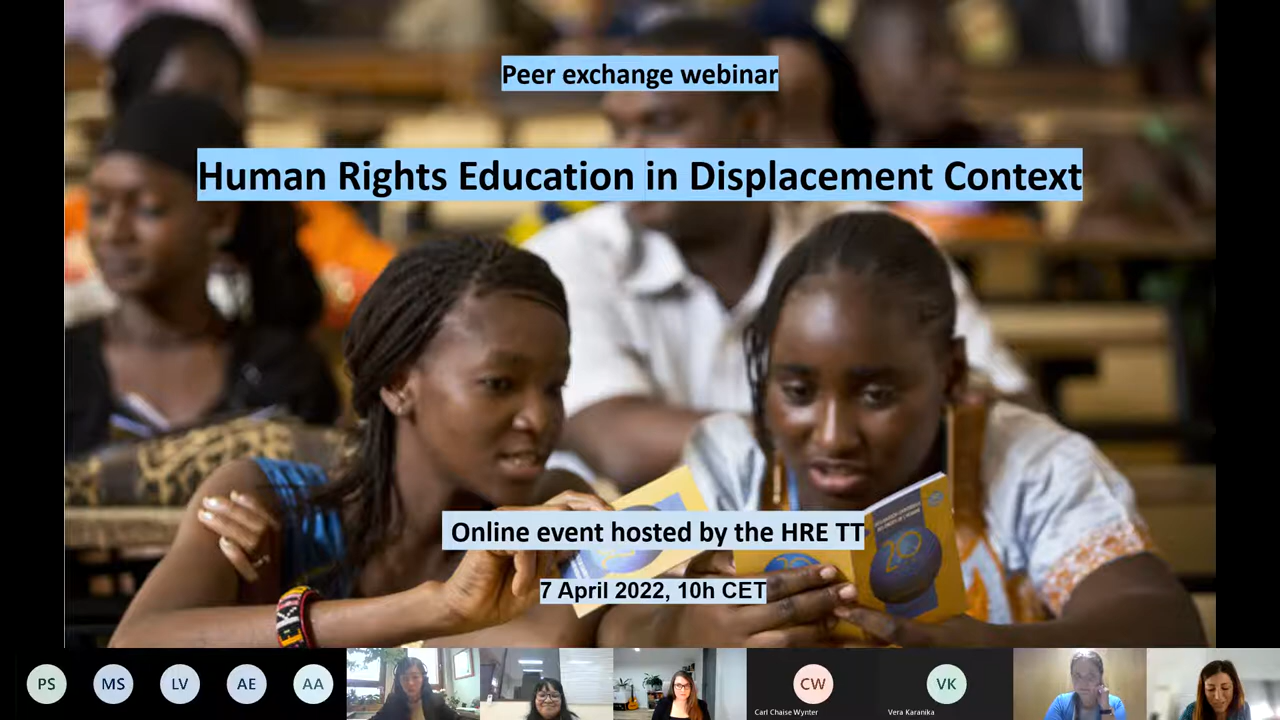 Peer exchange webinar
Human Rights Education in Displacement Context
Online event hosted by the HRE TT
7 April 2022, 10h CET
20
PS
MS
LV
AE
AA
CW
Carl Chaise Wynter
VK
Vera Karanika